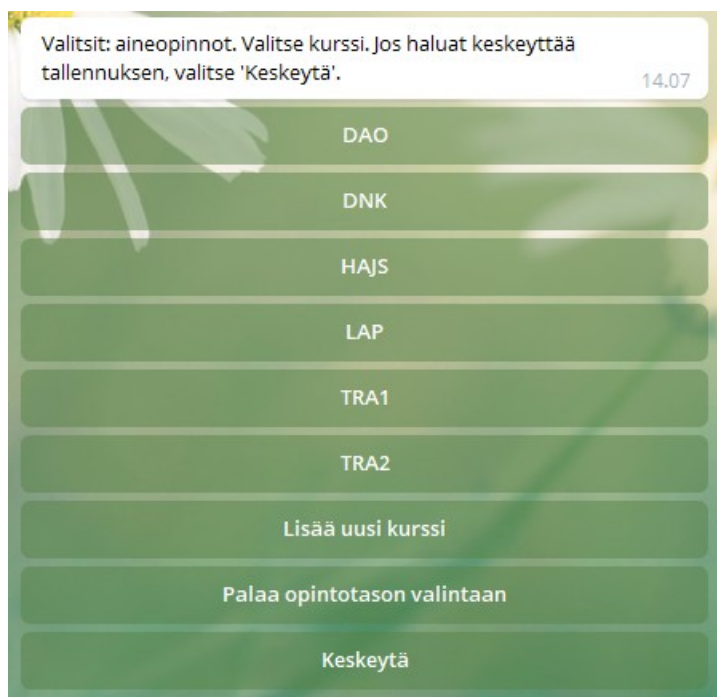 Valitsit: aineopinnot. Valitse kurssi. Jos haluat keskeyttää
tallennuksen, valitse 'Keskeytä'.
14.07
DAO
DNK
HAJS
LAP
TRA1
TRA2
Lisää uusi kurssi
Palaa opintotason valintaan
Keskeytä